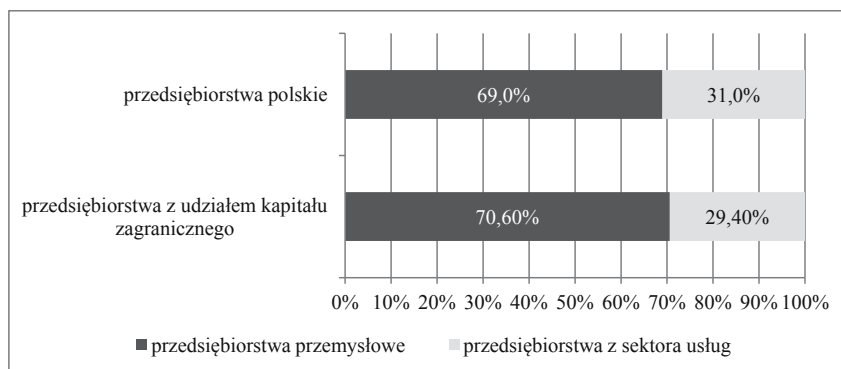 przedsiębiorstwa polskie
69,0% 31,0%
przedsiębiorstwa z udziałem kapitału
zagranicznego
70,60% 29,40%
0% 10% 20% 30% 40% 50% 60% 70% 80% 90% 100%
przedsiębiorstwa przemysłowe przedsiębiorstwa z sektora usług